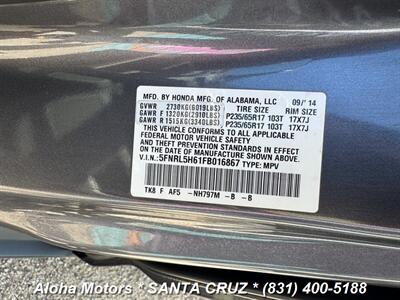 MFD. BY HONDA MFG. OF ALABAMA, LLC 09/'14
GVWR 2730KG(6019LBS) TIRE SIZE RIM SIZE
GAWR F 1320KG(2910LBS) P235/65R17 103T 17X7J
GAWR R 1515KG(3340LBS) P235/65R17 103T 17X7J
THIS VEHICLE CONFORMS TO ALL APPLICABLE
FEDERAL MOTOR VEHICLE SAFETY AND THEFT
PREVENTION STANDARDS IN EFFECT
ON THE DATE OF MANUFACTURE SHOWN ABOVE.
V.I.N.: 5FNRL5H61FB016867 TYPE: MPV
TK8 F AF5 -NH797M -B -B
Aloha Motors * SANTA CRUZ * (831) 400-5188